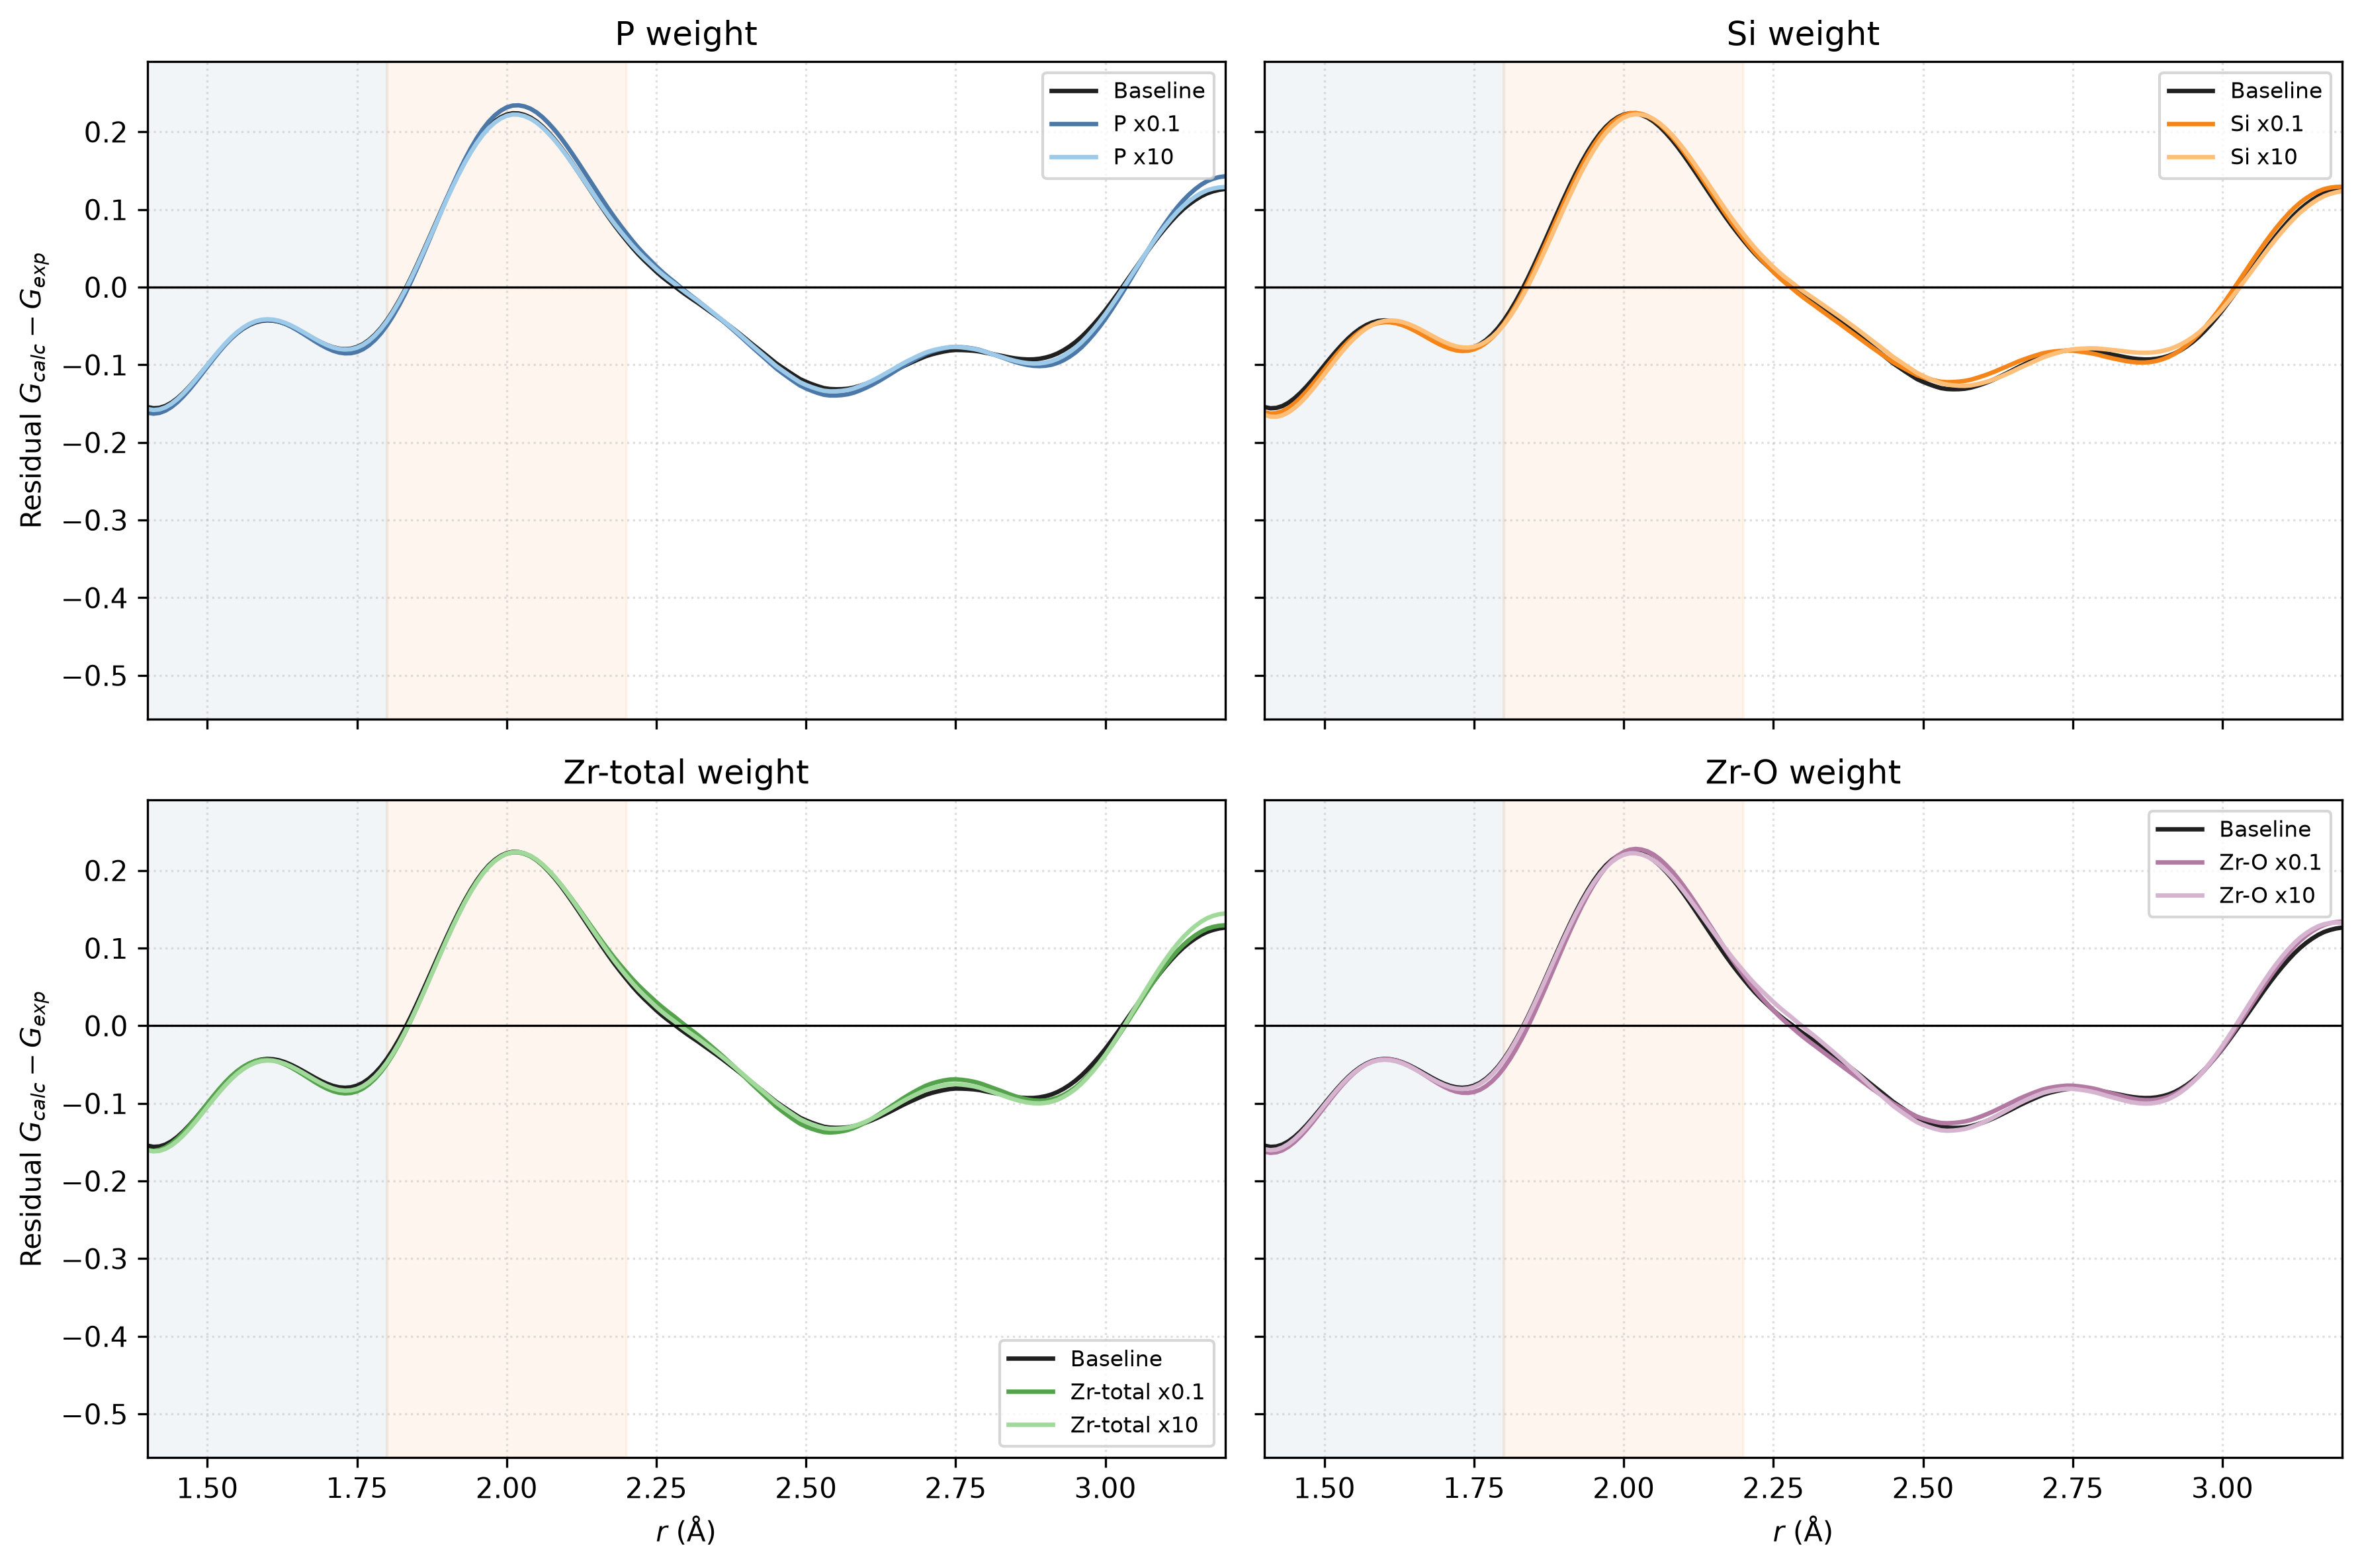 P weight
Si weight
Residual G_calc − G_exp
0.2
0.1
0.0
−0.1
−0.2
−0.3
−0.4
−0.5
Baseline
P x0.1
P x10
Baseline
Si x0.1
Si x10
Zr-total weight
Zr-O weight
Residual G_calc − G_exp
0.2
0.1
0.0
−0.1
−0.2
−0.3
−0.4
−0.5
Baseline
Zr-total x0.1
Zr-total x10
Baseline
Zr-O x0.1
Zr-O x10
1.50 1.75 2.00 2.25 2.50 2.75 3.00
r (Å)
1.50 1.75 2.00 2.25 2.50 2.75 3.00
r (Å)